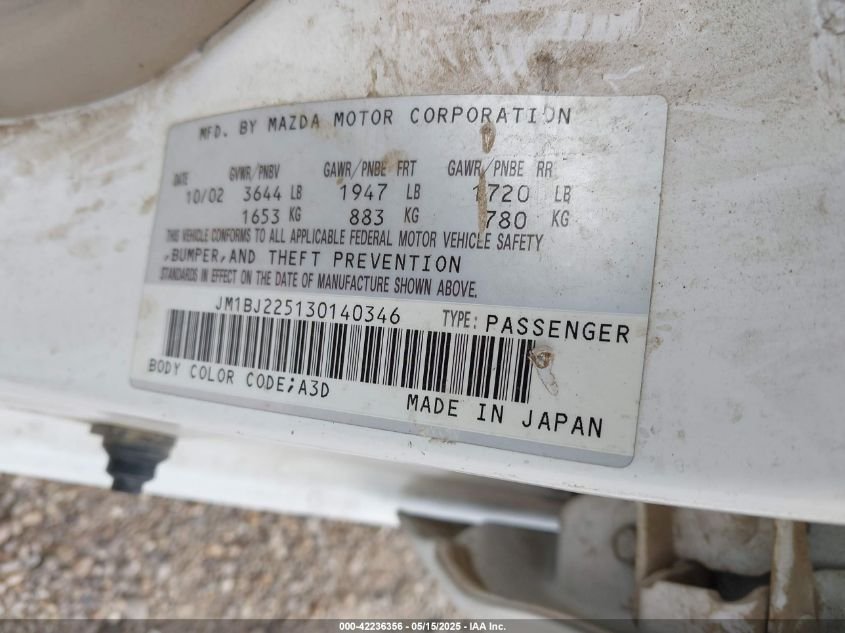 MFD. BY MAZDA MOTOR CORPORATION
DATE GVWR/PNBV GAWR/PNBE FRT GAWR/PNBE RR
10/02 3644 LB 1947 LB 1720 LB
1653 KG 883 KG 780 KG
THIS VEHICLE CONFORMS TO ALL APPLICABLE FEDERAL MOTOR VEHICLE SAFETY
,BUMPER,AND THEFT PREVENTION
STANDARDS IN EFFECT ON THE DATE OF MANUFACTURE SHOWN ABOVE.
JM1BJ225130140346 TYPE: PASSENGER
BODY COLOR CODE;A3D
MADE IN JAPAN
000-42236356 - 05/15/2025 - IAA Inc.